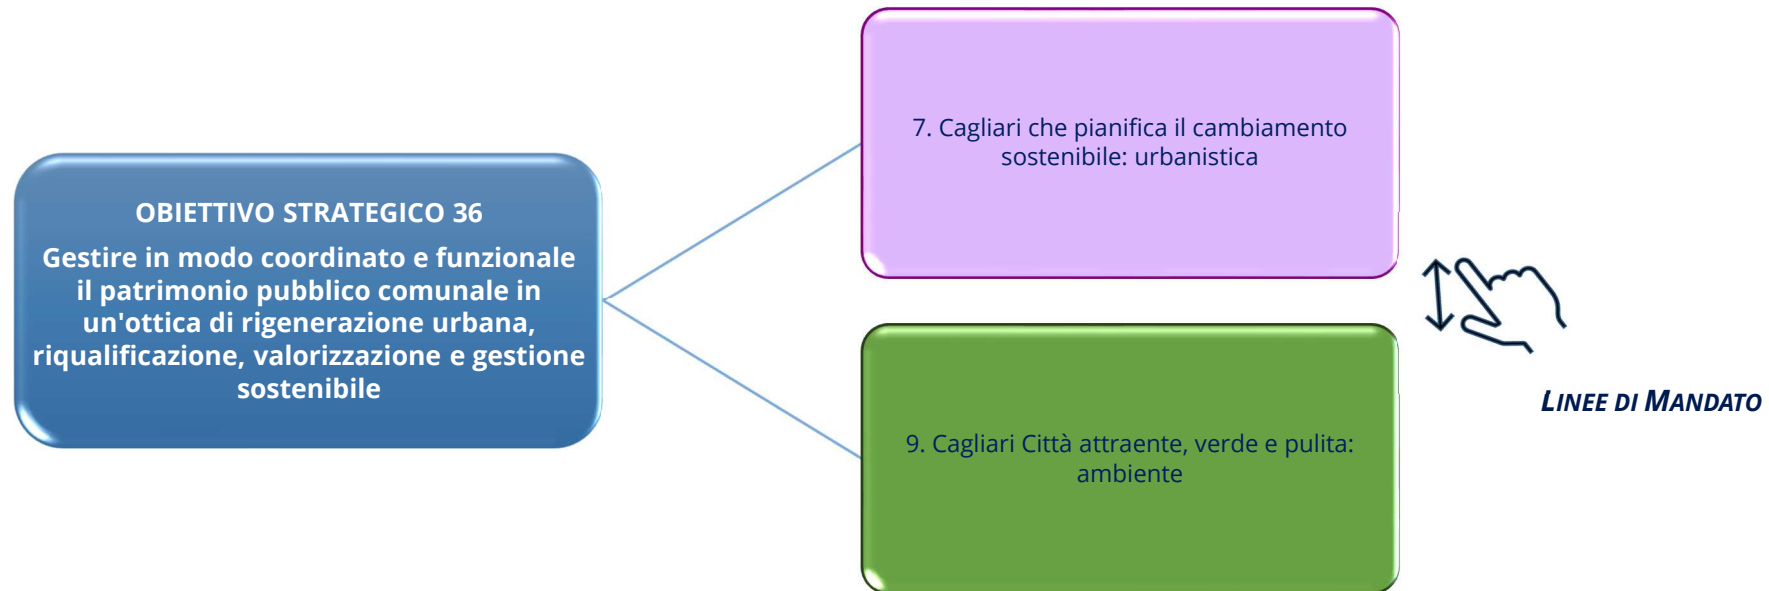 OBIETTIVO STRATEGICO 36
Gestire in modo coordinato e funzionale
il patrimonio pubblico comunale in
un'ottica di rigenerazione urbana,
riqualificazione, valorizzazione e gestione
sostenibile
7. Cagliari che pianifica il cambiamento
sostenibile: urbanistica
9. Cagliari Città attraente, verde e pulita:
ambiente
LINEE DI MANDATO